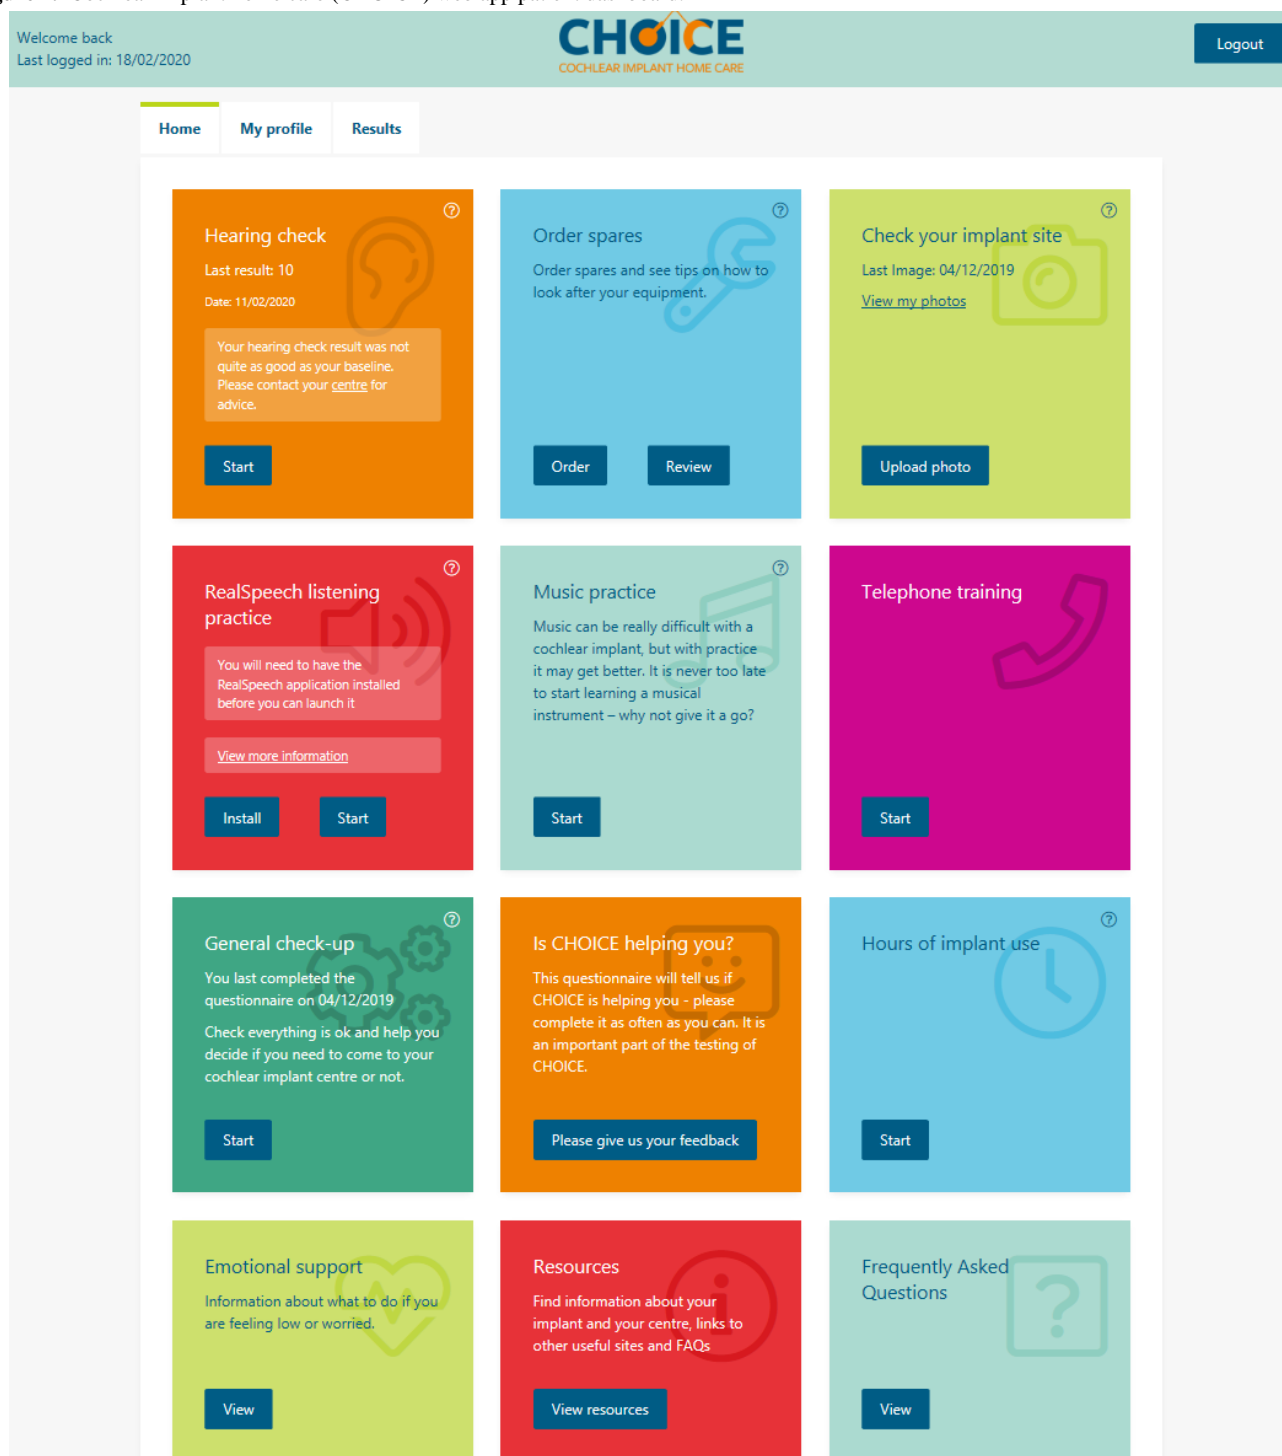 Welcome back
Last logged in: 18/02/2020
CHOICE
COCHLEAR IMPLANT HOME CARE
Logout
Home
My profile
Results
Hearing check
Last result: 10
Date: 11/02/2020
Your hearing check result was not
quite as good as your baseline.
Please contact your centre for
advice.
Start
Order spares
Order spares and see tips on how to
look after your equipment.
Order
Review
Check your implant site
Last Image: 04/12/2019
View my photos
Upload photo
RealSpeech listening
practice
You will need to have the
RealSpeech application installed
before you can launch it
View more information
Install
Start
Music practice
Music can be really difficult with a
cochlear implant, but with practice
it may get better. It is never too late
to start learning a musical
instrument – why not give it a go?
Start
Telephone training
Start
General check-up
You last completed the
questionnaire on 04/12/2019
Check everything is ok and help you
decide if you need to come to your
cochlear implant centre or not.
Start
Is CHOICE helping you?
This questionnaire will tell us if
CHOICE is helping you - please
complete it as often as you can. It is
an important part of the testing of
CHOICE.
Please give us your feedback
Hours of implant use
Start
Emotional support
Information about what to do if you
are feeling low or worried.
View
Resources
Find information about your
implant and your centre, links to
other useful sites and FAQs
View resources
Frequently Asked
Questions
View